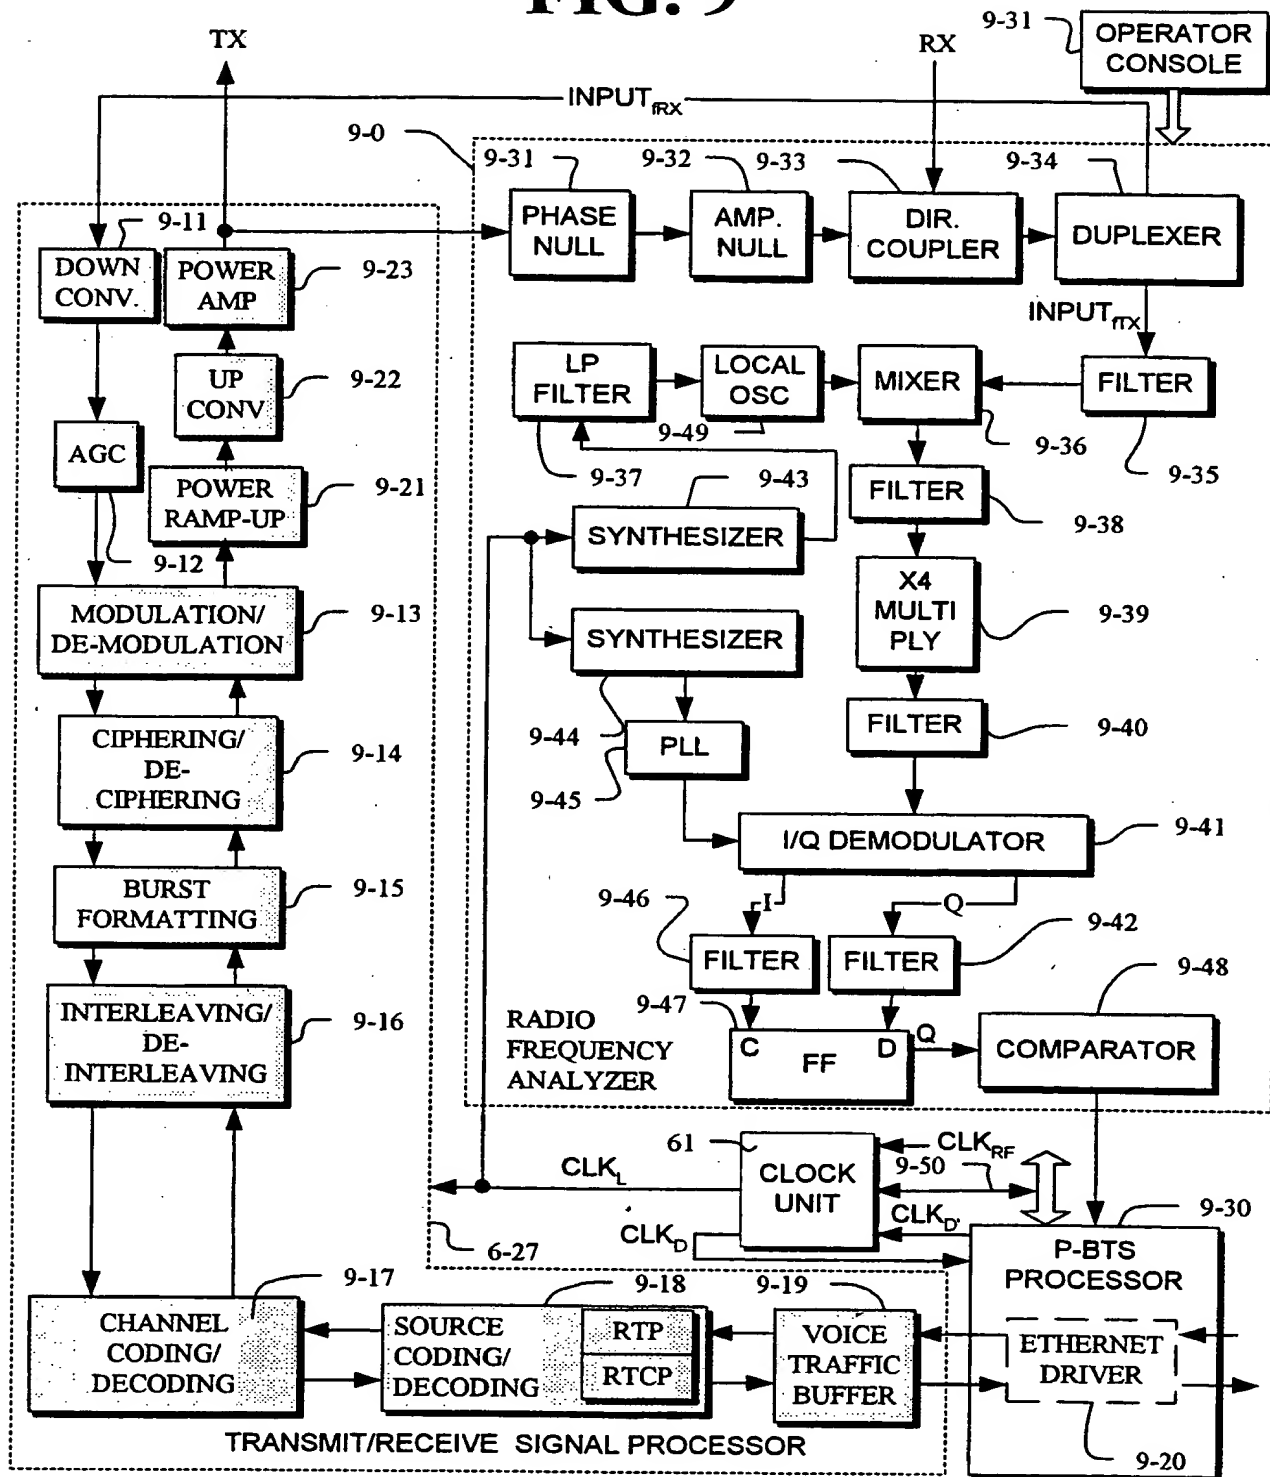 FIG. 9
TX
RX
9-31
OPERATOR
CONSOLE
INPUTfRX
9-0
9-31
9-32
9-33
9-34
9-11
PHASE
NULL
AMP.
NULL
DIR.
COUPLER
DUPLEXER
DOWN
CONV.
POWER
AMP
9-23
INPUTfTX
UP
CONV
9-22
LP
FILTER
LOCAL
OSC
MIXER
FILTER
9-49
9-36
9-35
AGC
9-37
9-43
POWER
RAMP-UP
9-21
FILTER
9-38
SYNTHESIZER
9-12
X4
MULTI
PLY
9-39
MODULATION/
DE-MODULATION
9-13
SYNTHESIZER
FILTER
9-40
CIPHERING/
DE-
CIPHERING
9-14
9-44
PLL
9-45
I/Q DEMODULATOR
9-41
BURST
FORMATTING
9-15
9-46
I
Q
9-42
FILTER
FILTER
9-48
INTERLEAVING/
DE-
INTERLEAVING
9-16
9-47
RADIO
FREQUENCY
ANALYZER
C
D
FF
Q
COMPARATOR
61
CLKRF
CLOCK
UNIT
9-50
CLKL
CLKD'
9-30
CLKD
6-27
P-BTS
PROCESSOR
9-17
9-18
9-19
CHANNEL
CODING/
DECODING
SOURCE
CODING/
DECODING
RTP
RTCP
VOICE
TRAFFIC
BUFFER
ETHERNET
DRIVER
9-20
TRANSMIT/RECEIVE SIGNAL PROCESSOR